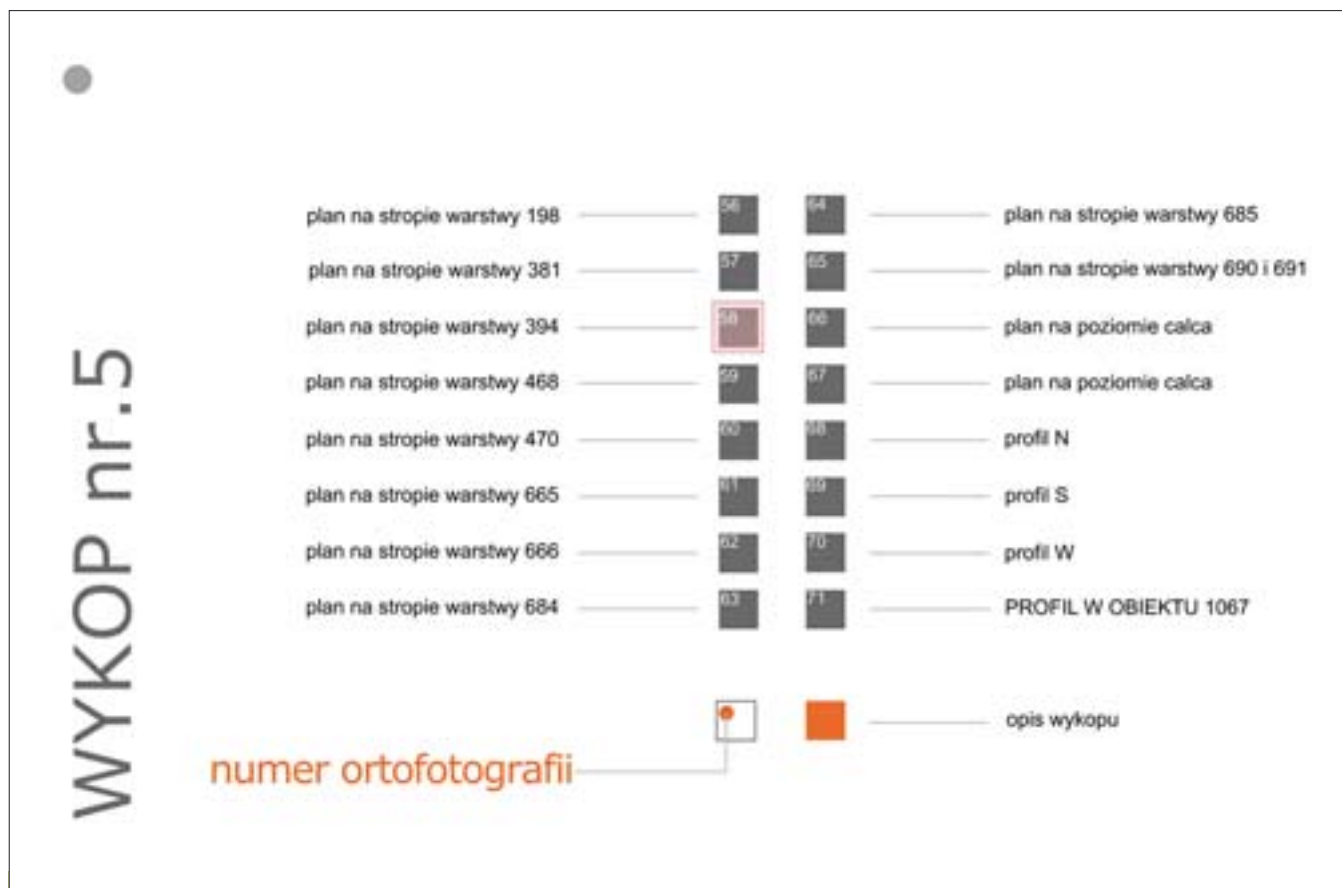 WYKOP nr.5
plan na stropie warstwy 198 56
plan na stropie warstwy 381 57
plan na stropie warstwy 394 58
plan na stropie warstwy 468 59
plan na stropie warstwy 470 60
plan na stropie warstwy 665 61
plan na stropie warstwy 666 62
plan na stropie warstwy 684 63
64 plan na stropie warstwy 685
65 plan na stropie warstwy 690 i 691
66 plan na poziomie calca
67 plan na poziomie calca
68 profil N
69 profil S
70 profil W
71 PROFIL W OBIEKTU 1067
opis wykopu
numer ortofotografii